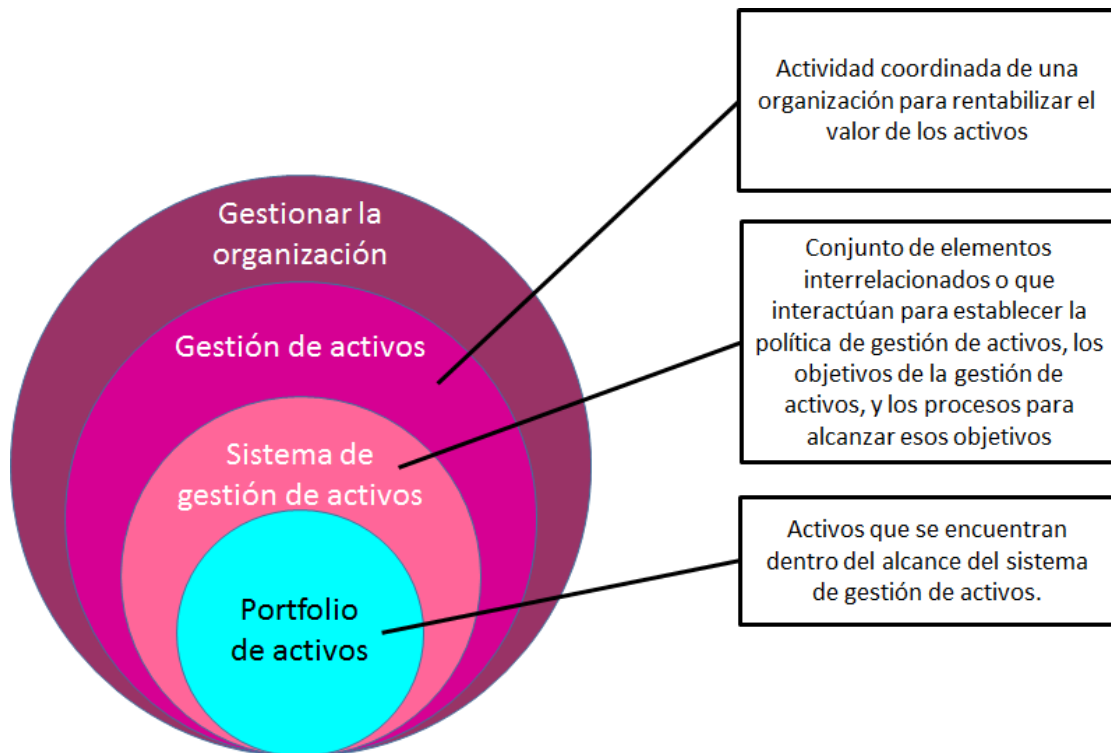 Actividad coordinada de una
organización para rentabilizar el
valor de los activos
Gestionar la
organización
Gestión de activos
Sistema de
gestión de activos
Portfolio
de activos
Conjunto de elementos
interrelacionados o que
interactúan para establecer la
política de gestión de activos, los
objetivos de la gestión de
activos, y los procesos para
alcanzar esos objetivos
Activos que se encuentran
dentro del alcance del sistema
de gestión de activos.